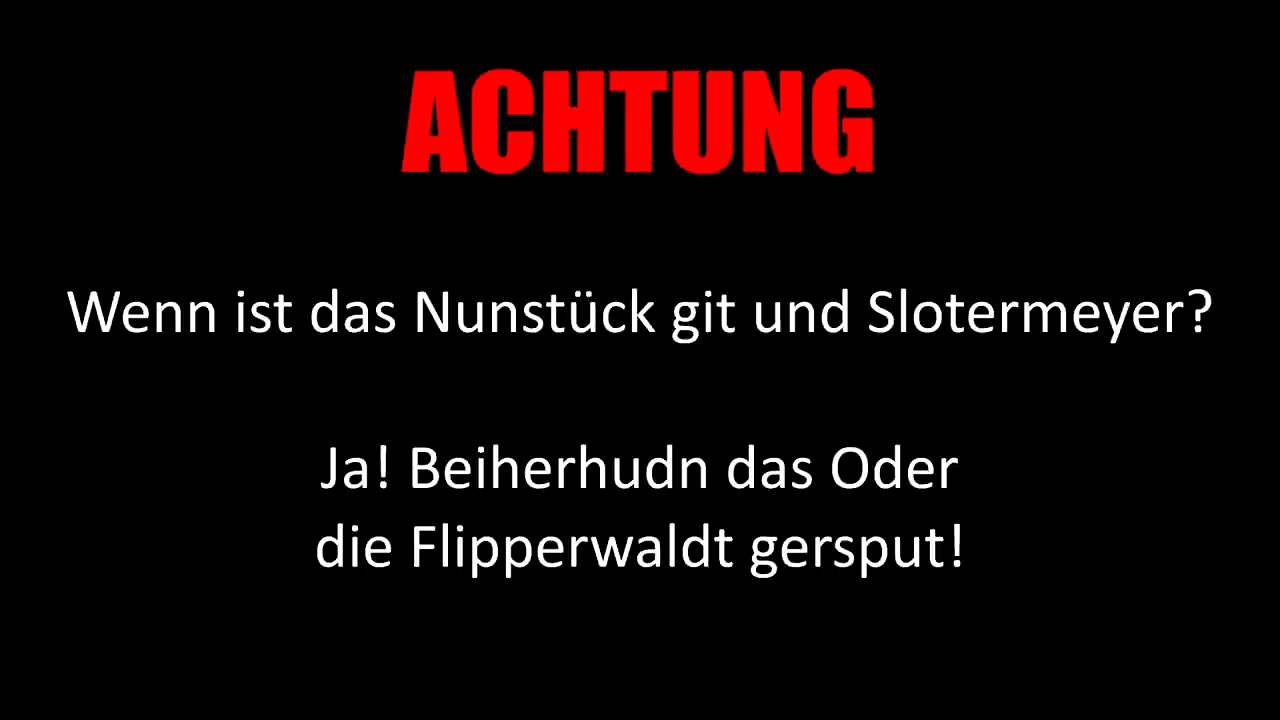 ACHTUNG
Wenn ist das Nunstück git und Slotermeyer?
Ja! Beiherhudn das Oder
die Flipperwaldt gersput!